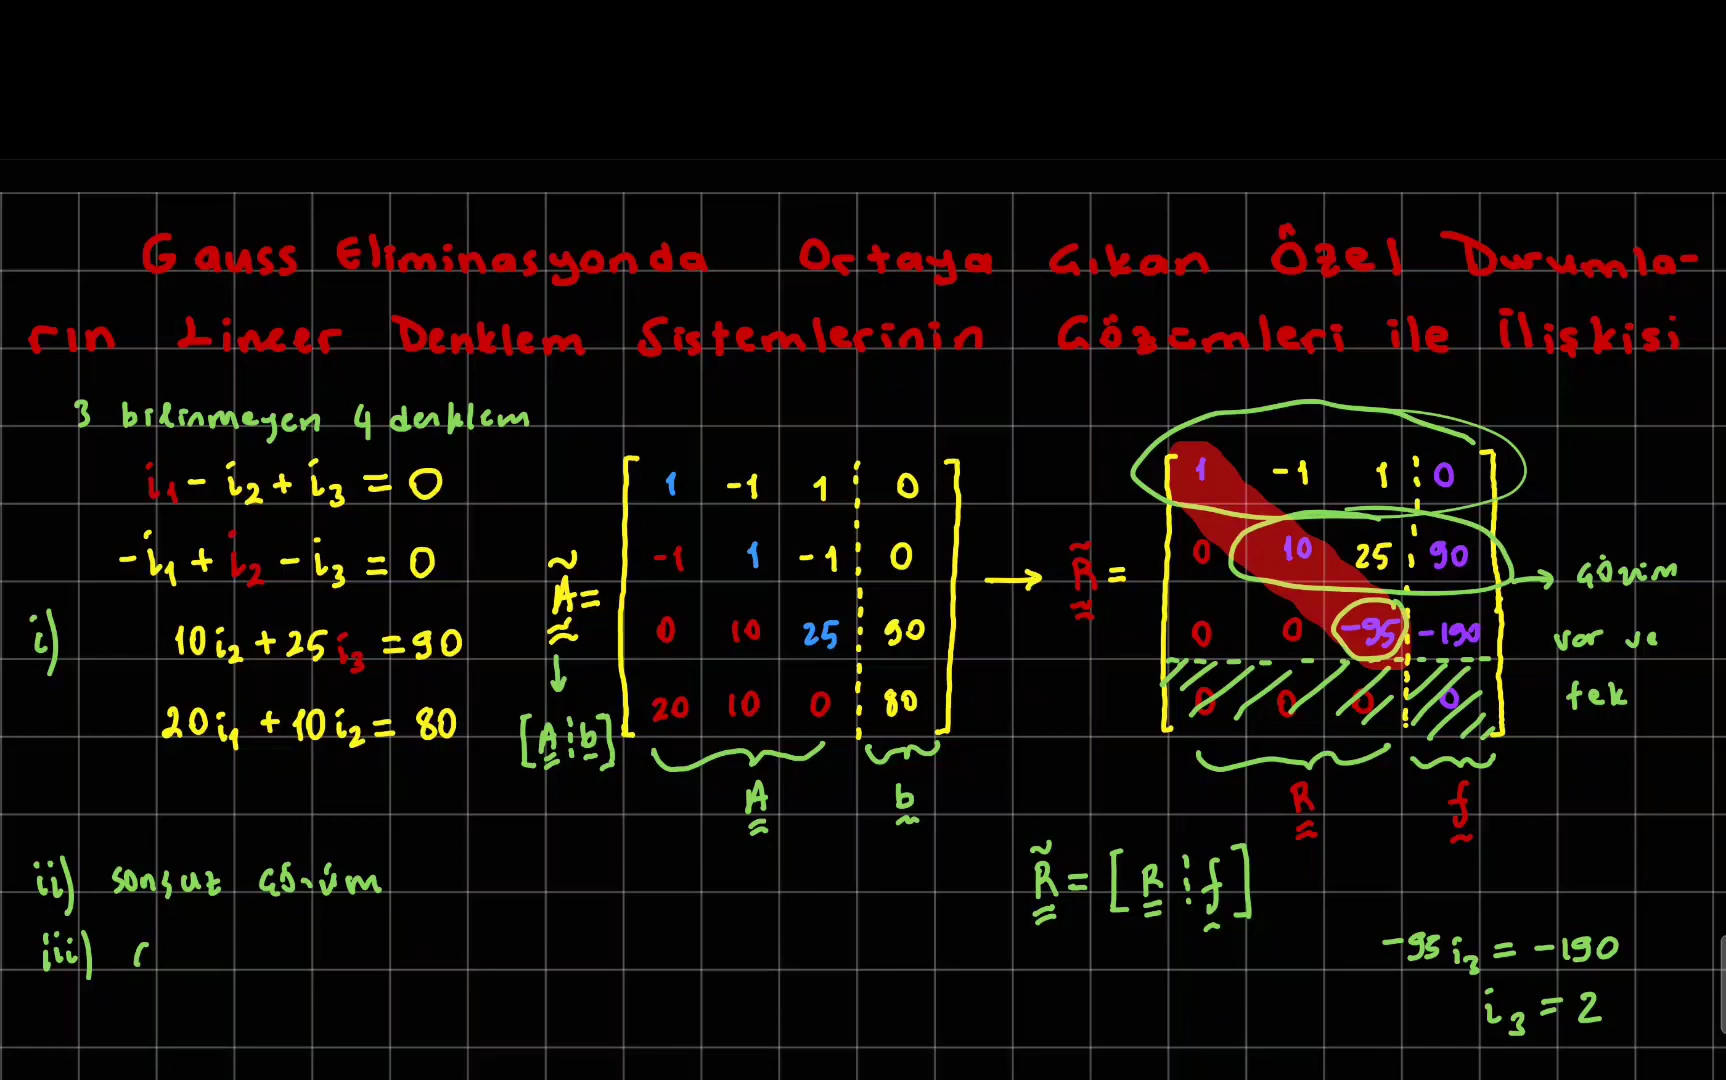 Gauss Eliminasyonda Ortaya Çıkan Özel Durumla-
rın Lineer Denklem Sistemlerinin Çözümleri ile İlişkisi
3 bilinmeyen 4 denklem
i)
i₁ - i₂ + i₃ = 0
-i₁ + i₂ - i₃ = 0
10i₂ + 25i₃ = 90
20i₁ + 10i₂ = 80
Ã =
1 -1 1 0
-1 1 -1 0
0 10 25 90
20 10 0 80
A b
↓
[A ⋮ b]
→ R̃ =
1 -1 1 0
0 10 25 90
0 0 -95 -190
0 0 0 0
R f
→ çözüm
var ve
tek
R̃ = [R ⋮ f]
-95 i₃ = -190
i₃ = 2
ii) sonsuz çözüm
iii)